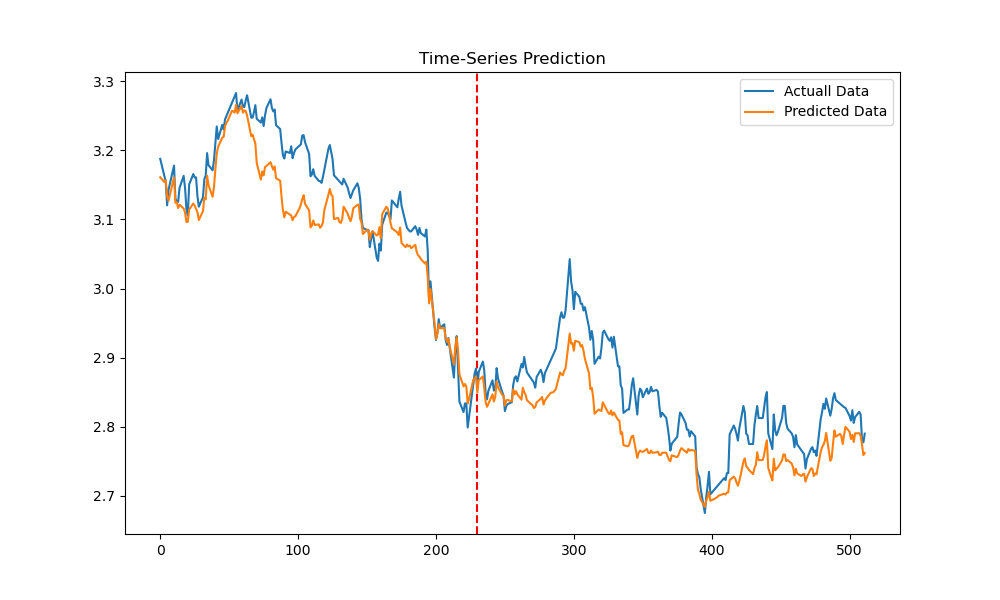 Time-Series Prediction
Actuall Data
Predicted Data
3.3
3.2
3.1
3.0
2.9
2.8
2.7
0 100 200 300 400 500